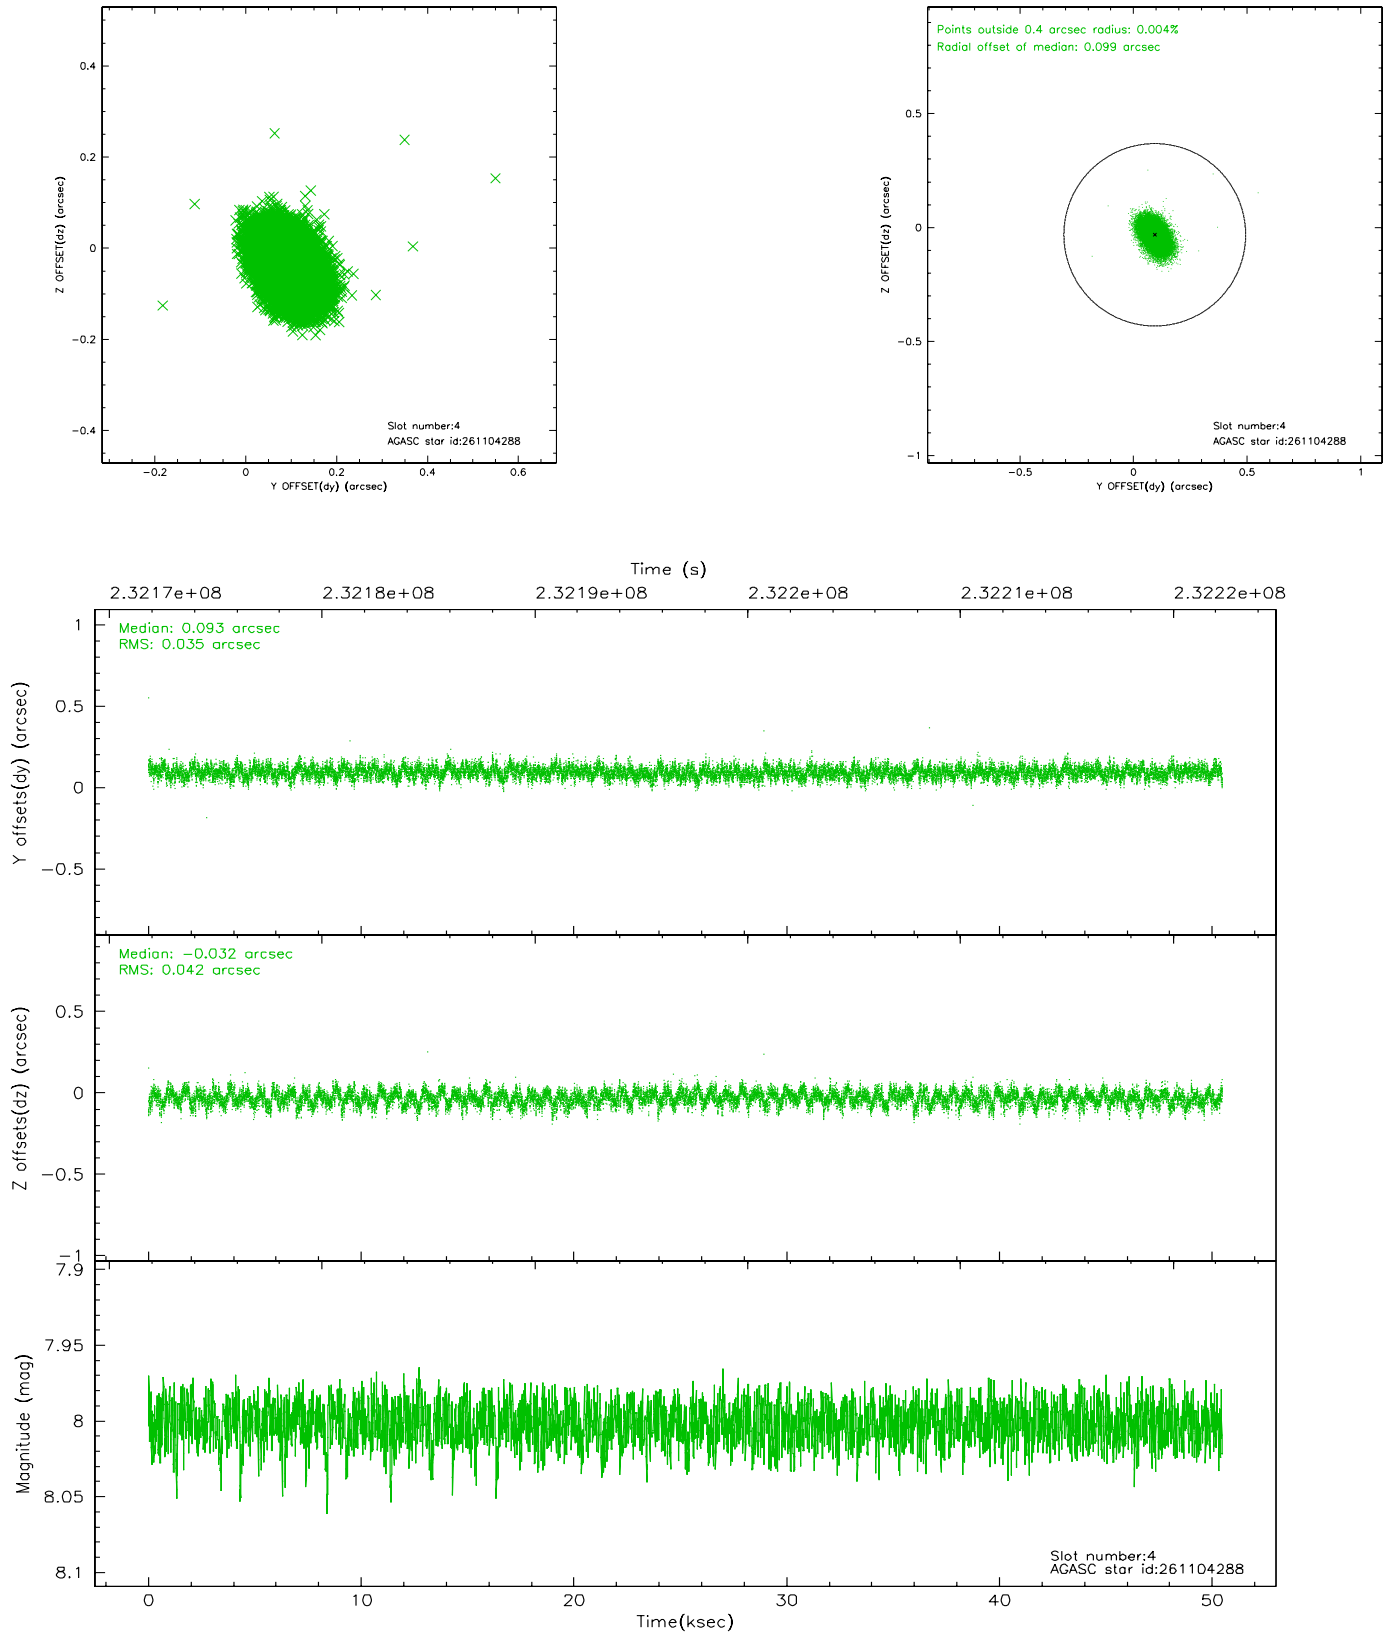 0.4
0.2
0
-0.2
-0.4
Z OFFSET(dz) (arcsec)
Slot number:4
AGASC star id:261104288
-0.2 0 0.2 0.4 0.6
Y OFFSET(dy) (arcsec)
Points outside 0.4 arcsec radius: 0.004%
Radial offset of median: 0.099 arcsec
0.5
0
-0.5
-1
Z OFFSET(dz) (arcsec)
Slot number:4
AGASC star id:261104288
-0.5 0 0.5 1
Y OFFSET(dy) (arcsec)
Time (s)
2.3217e+08 2.3218e+08 2.3219e+08 2.322e+08 2.3221e+08 2.3222e+08
Median: 0.093 arcsec
RMS: 0.035 arcsec
1
0.5
0
-0.5
Y offsets(dy) (arcsec)
Median: -0.032 arcsec
RMS: 0.042 arcsec
0.5
0
-0.5
-1
Z offsets(dz) (arcsec)
7.9
7.95
8
8.05
8.1
Magnitude (mag)
Slot number:4
AGASC star id:261104288
0 10 20 30 40 50
Time(ksec)